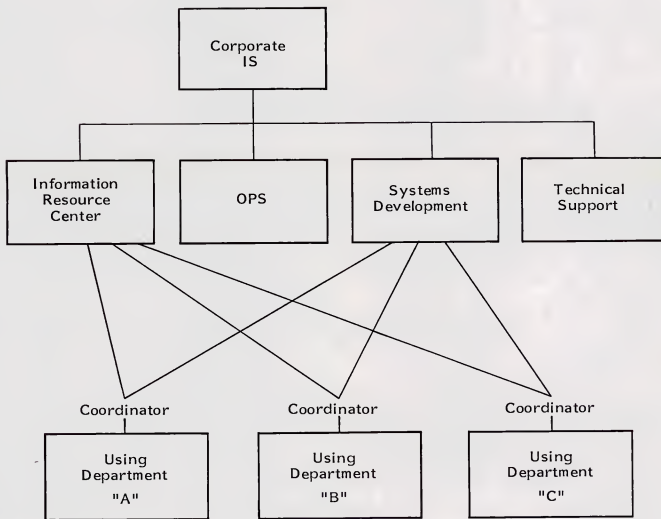 Corporate
IS
Information
Resource
Center
OPS
Systems
Development
Technical
Support
Coordinator
Coordinator
Coordinator
Using
Department
"A"
Using
Department
"B"
Using
Department
"C"